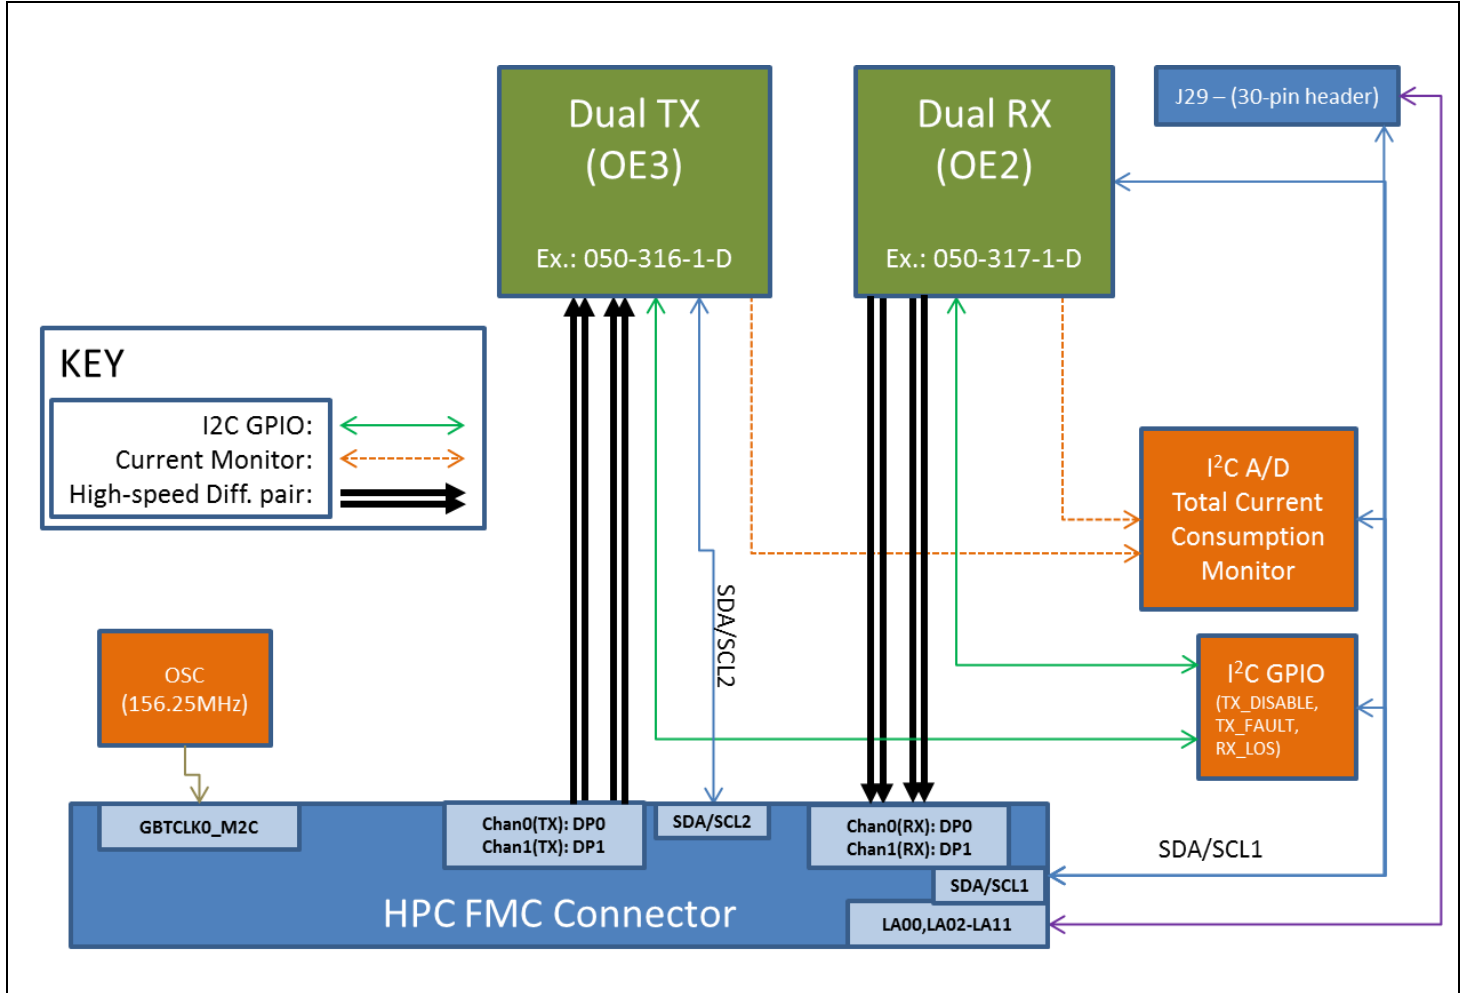 Dual TX
(OE3)
Ex.: 050-316-1-D
Dual RX
(OE2)
Ex.: 050-317-1-D
J29 – (30-pin header)
KEY
I2C GPIO:
Current Monitor:
High-speed Diff. pair:
I²C A/D
Total Current
Consumption
Monitor
SDA/SCL2
OSC
(156.25MHz)
I²C GPIO
(TX_DISABLE,
TX_FAULT,
RX_LOS)
GBTCLK0_M2C
Chan0(TX): DP0
Chan1(TX): DP1
SDA/SCL2
Chan0(RX): DP0
Chan1(RX): DP1
SDA/SCL1
SDA/SCL1
HPC FMC Connector
LA00,LA02-LA11